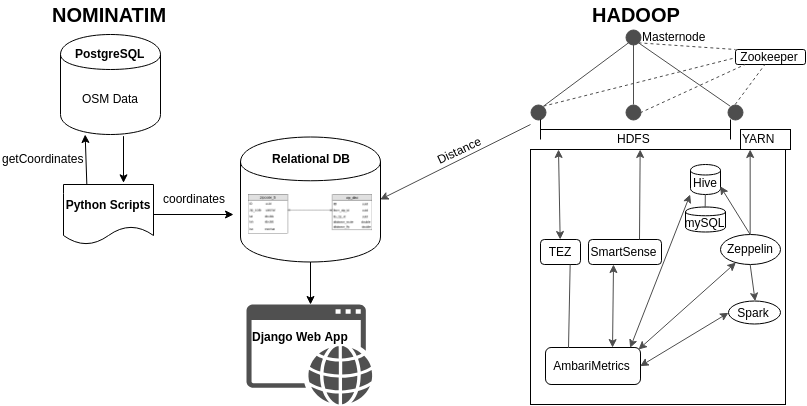 NOMINATIM
HADOOP
PostgreSQL
OSM Data
getCoordinates
Python Scripts
coordinates
Relational DB
Django Web App
Distance
Masternode
Zookeeper
HDFS
YARN
Hive
mySQL
TEZ
SmartSense
Zeppelin
Spark
AmbariMetrics